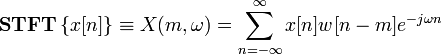 STFT {x[n]} ≡ X(m, ω) = ∑_{n=-∞}^{∞} x[n]w[n − m]e^{−jωn}